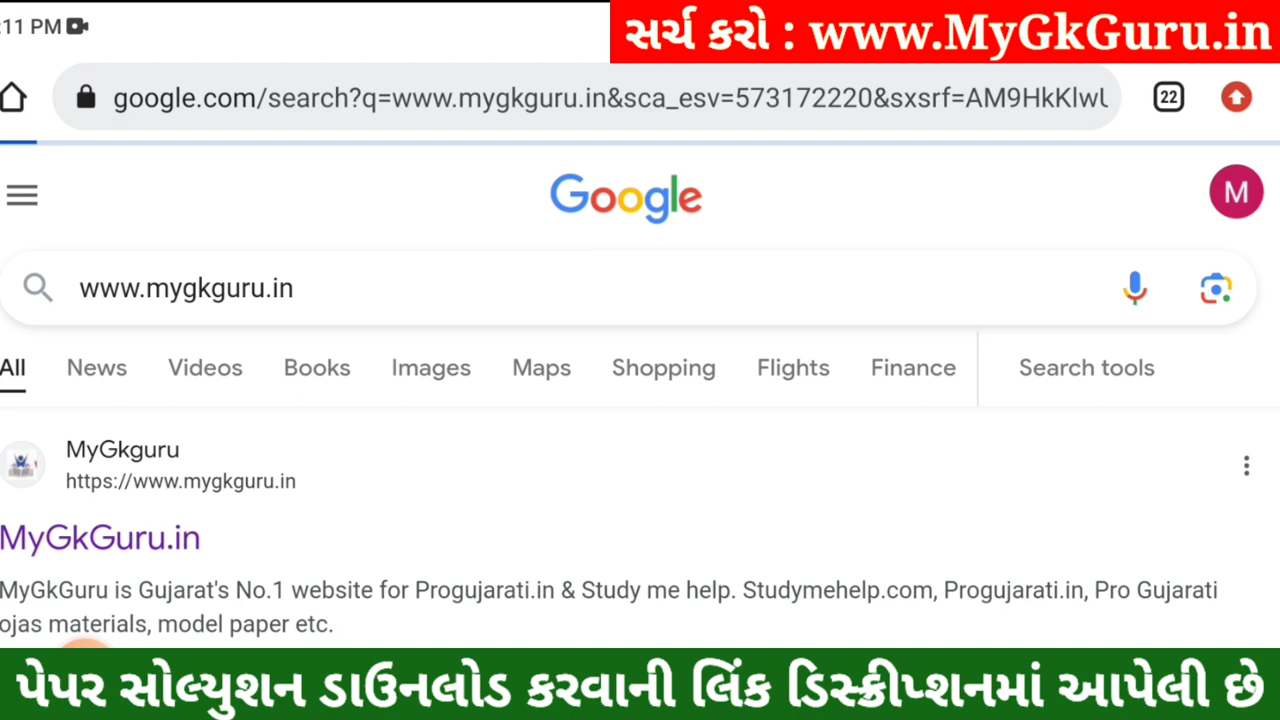 :11 PM
સર્ચ કરો : www.MyGkGuru.in
google.com/search?q=www.mygkguru.in&sca_esv=573172220&sxsrf=AM9HkKlwU
22
Google
M
www.mygkguru.in
All News Videos Books Images Maps Shopping Flights Finance Search tools
MyGkguru
https://www.mygkguru.in
MyGkGuru.in
MyGkGuru is Gujarat's No.1 website for Progujarati.in & Study me help. Studymehelp.com, Progujarati.in, Pro Gujarati
ojas materials, model paper etc.
પેપર સોલ્યુશન ડાઉનલોડ કરવાની લિંક ડિસ્ક્રીપ્શનમાં આપેલી છે